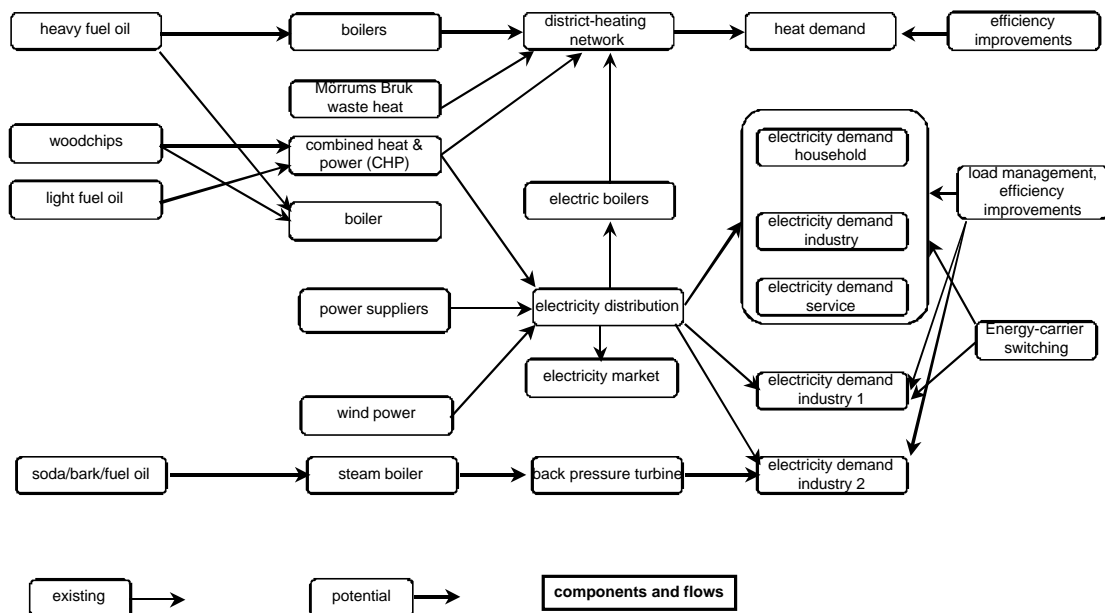 heavy fuel oil
boilers
district-heating
network
heat demand
efficiency
improvements
Mörrums Bruk
waste heat
woodchips
combined heat &
power (CHP)
light fuel oil
boiler
electric boilers
electricity demand
household
electricity demand
industry
electricity demand
service
load management,
efficiency
improvements
power suppliers
electricity distribution
Energy-carrier
switching
electricity market
electricity demand
industry 1
wind power
soda/bark/fuel oil
steam boiler
back pressure turbine
electricity demand
industry 2
existing
potential
components and flows